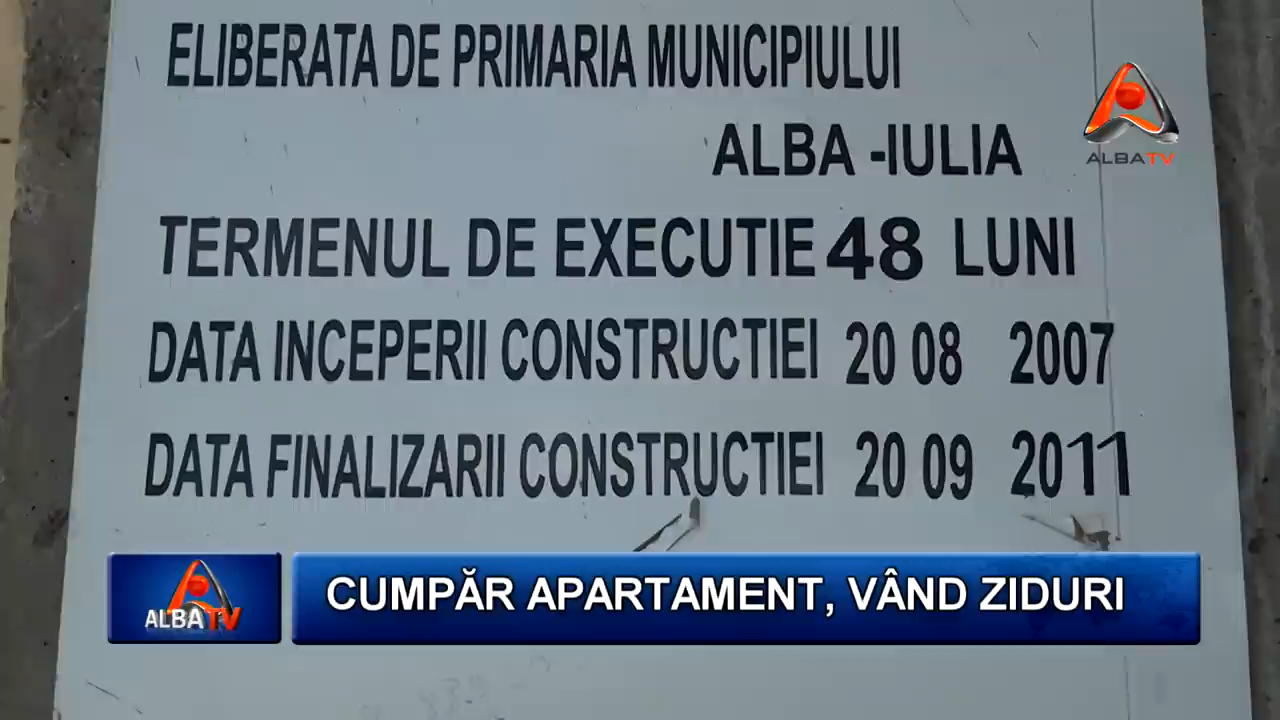 ELIBERATA DE PRIMARIA MUNICIPIULUI
ALBA -IULIA
ALBATV
TERMENUL DE EXECUTIE 48 LUNI
DATA INCEPERII CONSTRUCTIEI 20 08 2007
DATA FINALIZARII CONSTRUCTIEI 20 09 2011
ALBATV
CUMPĂR APARTAMENT, VÂND ZIDURI